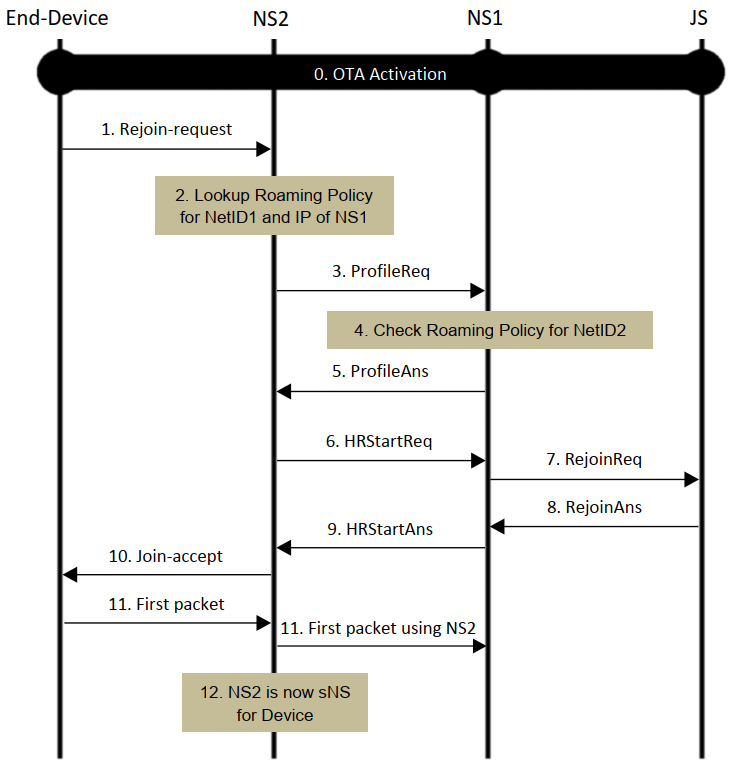 End-Device
NS2
NS1
JS
0. OTA Activation
1. Rejoin-request
2. Lookup Roaming Policy
for NetID1 and IP of NS1
3. ProfileReq
4. Check Roaming Policy for NetID2
5. ProfileAns
6. HRStartReq
7. RejoinReq
8. RejoinAns
9. HRStartAns
10. Join-accept
11. First packet
11. First packet using NS2
12. NS2 is now sNS
for Device